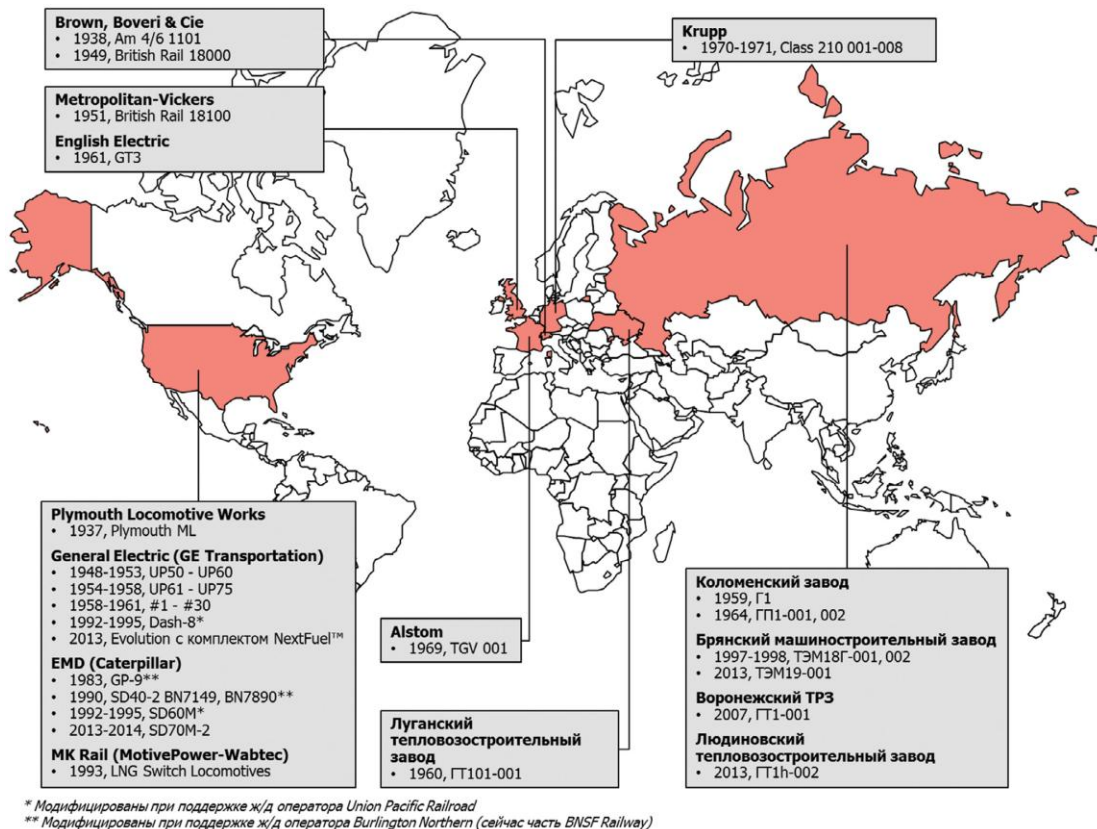 Brown, Boveri & Cie
• 1938, Am 4/6 1101
• 1949, British Rail 18000
Metropolitan-Vickers
• 1951, British Rail 18100
English Electric
• 1961, GT3
Krupp
• 1970-1971, Class 210 001-008
Plymouth Locomotive Works
• 1937, Plymouth ML
General Electric (GE Transportation)
• 1948-1953, UP50 - UP60
• 1954-1958, UP61 - UP75
• 1958-1961, #1 - #30
• 1992-1995, Dash-8*
• 2013, Evolution с комплектом NextFuel™
EMD (Caterpillar)
• 1983, GP-9**
• 1990, SD40-2 BN7149, BN7890**
• 1992-1995, SD60M*
• 2013-2014, SD70M-2
MK Rail (MotivePower-Wabtec)
• 1993, LNG Switch Locomotives
Alstom
• 1969, TGV 001
Луганский
тепловозостроительный
завод
• 1960, ГТ101-001
Коломенский завод
• 1959, Г1
• 1964, ГП1-001, 002
Брянский машиностроительный завод
• 1997-1998, ТЭМ18Г-001, 002
• 2013, ТЭМ19-001
Воронежский ТРЗ
• 2007, ГТ1-001
Людиновский
тепловозостроительный завод
• 2013, ГТ1h-002
* Модифицированы при поддержке ж/д оператора Union Pacific Railroad
** Модифицированы при поддержке ж/д оператора Burlington Northern (сейчас часть BNSF Railway)